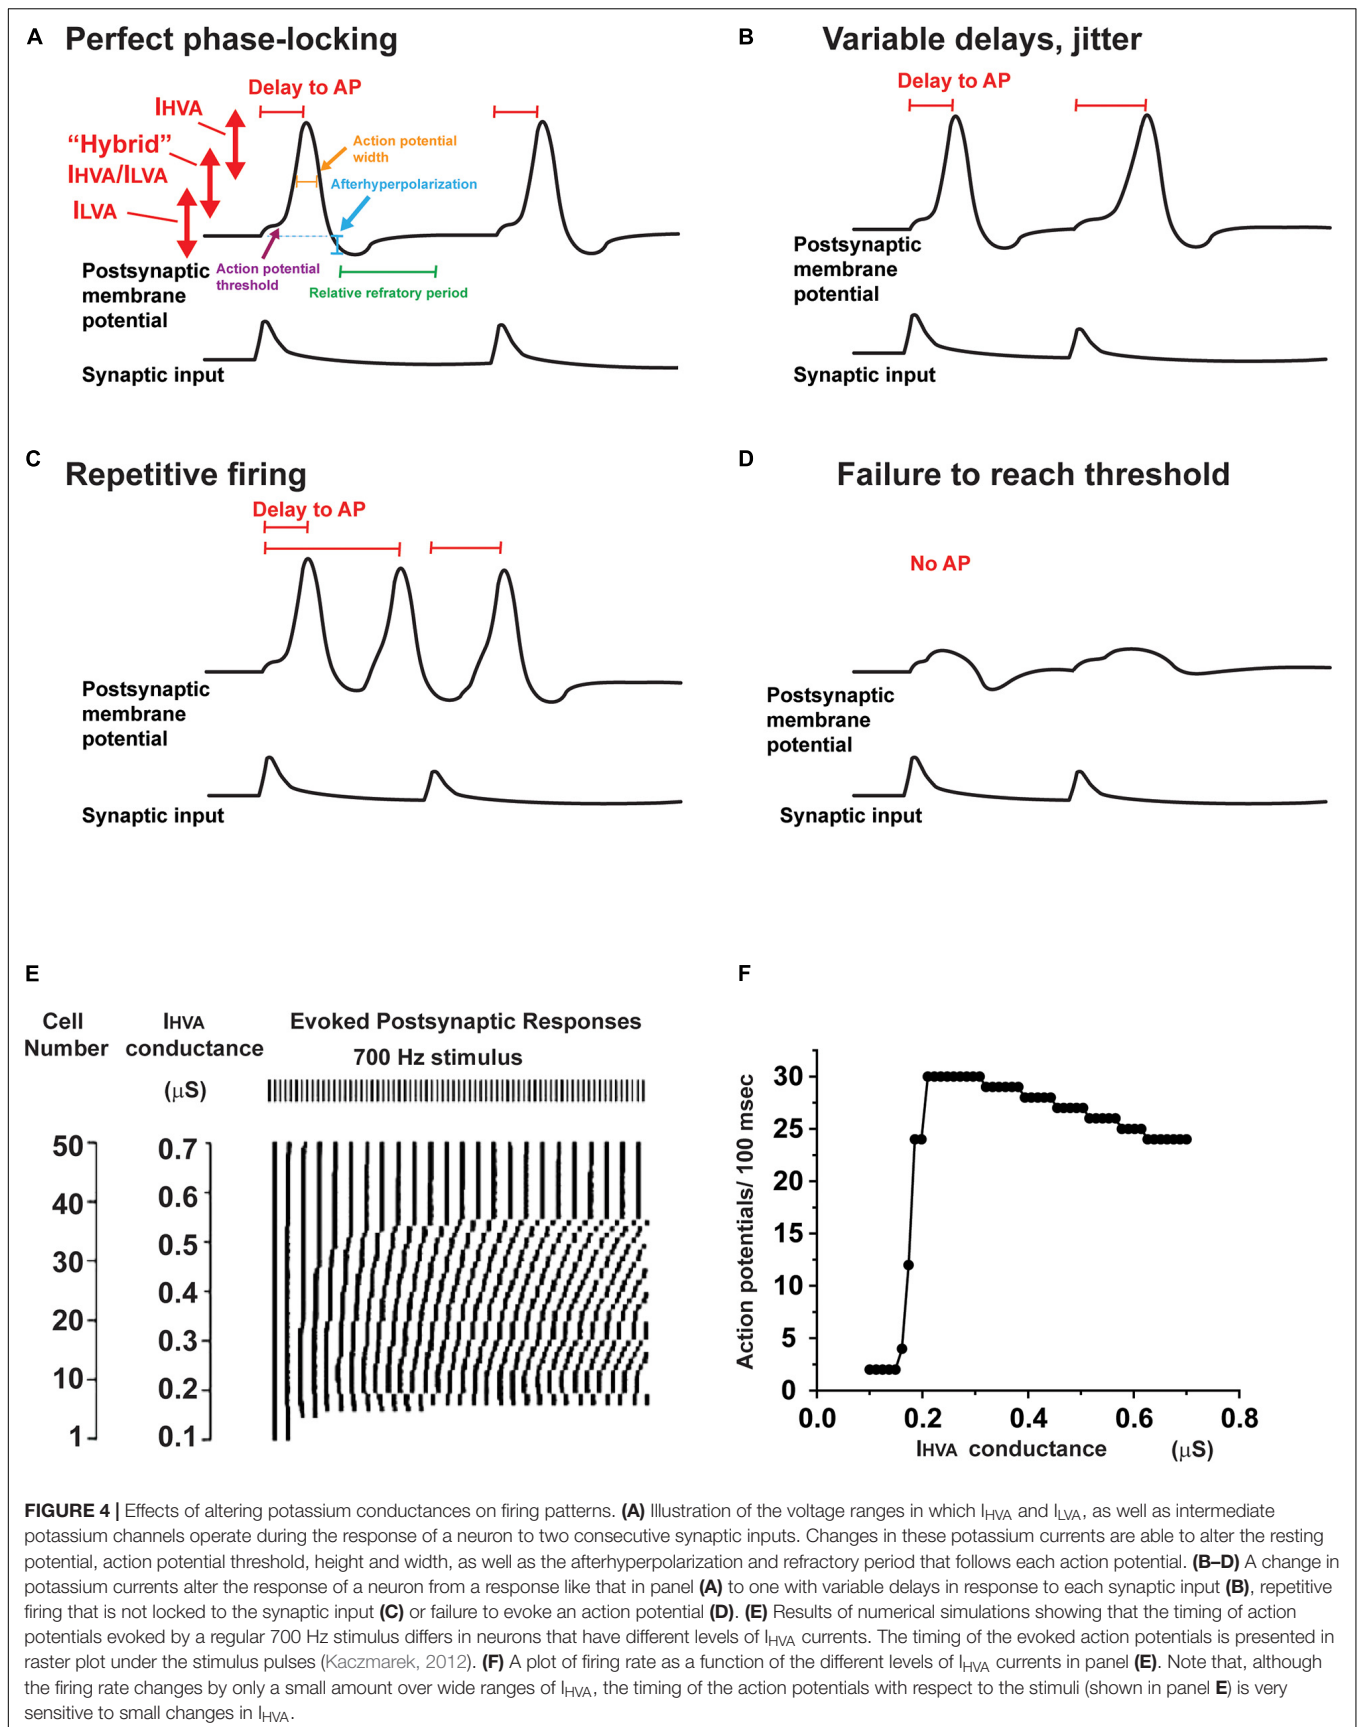 A
Perfect phase-locking
Delay to AP
IHVA
“Hybrid”
IHVA/ILVA
ILVA
Action potential
width
Afterhyperpolarization
Action potential
threshold
Relative refratory period
Postsynaptic
membrane
potential
Synaptic input
B
Variable delays, jitter
Delay to AP
Postsynaptic
membrane
potential
Synaptic input
C
Repetitive firing
Delay to AP
Postsynaptic
membrane
potential
Synaptic input
D
Failure to reach threshold
No AP
Postsynaptic
membrane
potential
Synaptic input
E
Cell
Number
IHVA
conductance
(μS)
Evoked Postsynaptic Responses
700 Hz stimulus
50
40
30
20
10
1
0.7
0.6
0.5
0.4
0.3
0.2
0.1
F
Action potentials/ 100 msec
30
25
20
15
10
5
0
0.0 0.2 0.4 0.6 0.8
IHVA conductance (μS)
FIGURE 4 | Effects of altering potassium conductances on firing patterns. (A) Illustration of the voltage ranges in which IHVA and ILVA, as well as intermediate
potassium channels operate during the response of a neuron to two consecutive synaptic inputs. Changes in these potassium currents are able to alter the resting
potential, action potential threshold, height and width, as well as the afterhyperpolarization and refractory period that follows each action potential. (B–D) A change in
potassium currents alter the response of a neuron from a response like that in panel (A) to one with variable delays in response to each synaptic input (B), repetitive
firing that is not locked to the synaptic input (C) or failure to evoke an action potential (D). (E) Results of numerical simulations showing that the timing of action
potentials evoked by a regular 700 Hz stimulus differs in neurons that have different levels of IHVA currents. The timing of the evoked action potentials is presented in
raster plot under the stimulus pulses (Kaczmarek, 2012). (F) A plot of firing rate as a function of the different levels of IHVA currents in panel (E). Note that, although
the firing rate changes by only a small amount over wide ranges of IHVA, the timing of the action potentials with respect to the stimuli (shown in panel E) is very
sensitive to small changes in IHVA.